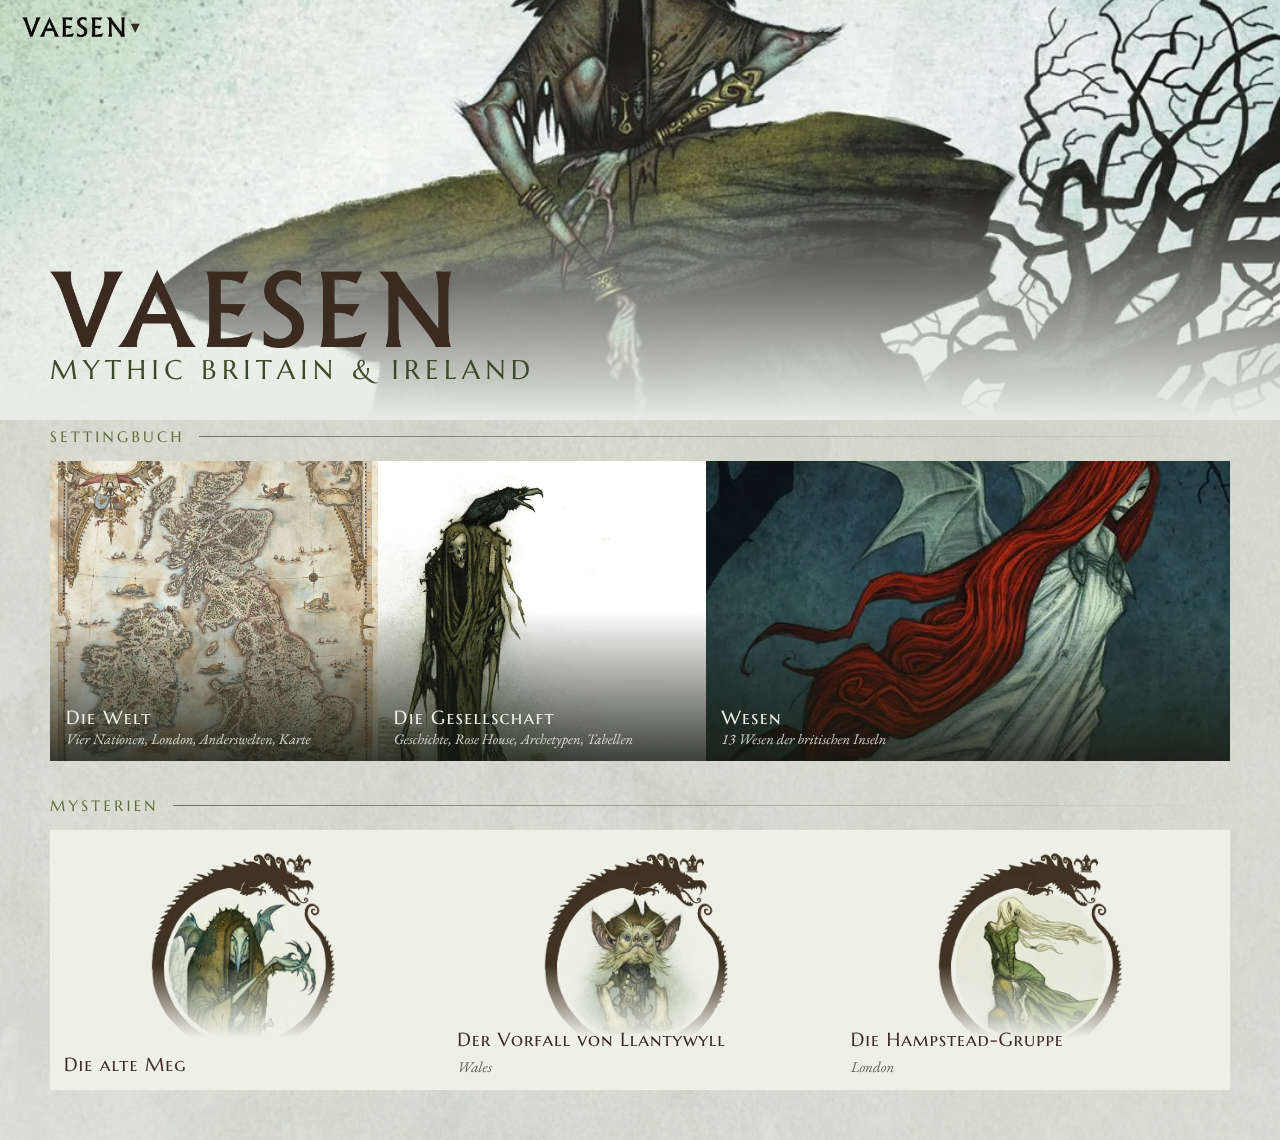 VAESEN▾
VAESEN
MYTHIC BRITAIN & IRELAND
SETTINGBUCH
Die Welt
Vier Nationen, London, Anderswelten, Karte
Die Gesellschaft
Geschichte, Rose House, Archetypen, Tabellen
Wesen
13 Wesen der britischen Inseln
MYSTERIEN
Die alte Meg
Der Vorfall von Llantywyll
Wales
Die Hampstead-Gruppe
London